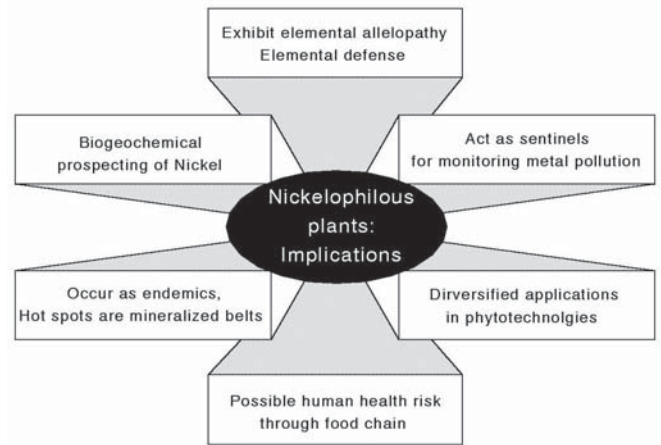 Exhibit elemental allelopathy
Elemental defense
Biogeochemical
prospecting of Nickel
Act as sentinels
for monitoring metal pollution
Nickelophilous
plants:
Implications
Occur as endemics,
Hot spots are mineralized belts
Dirversified applications
in phytotechnolgies
Possible human health risk
through food chain